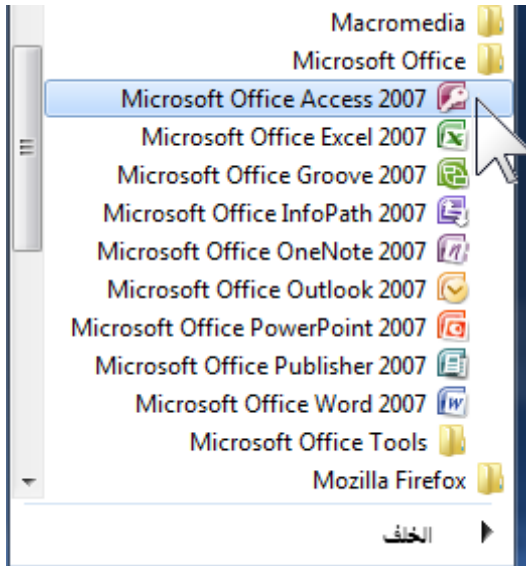 Macromedia
Microsoft Office
Microsoft Office Access 2007
Microsoft Office Excel 2007
Microsoft Office Groove 2007
Microsoft Office InfoPath 2007
Microsoft Office OneNote 2007
Microsoft Office Outlook 2007
Microsoft Office PowerPoint 2007
Microsoft Office Publisher 2007
Microsoft Office Word 2007
Microsoft Office Tools
Mozilla Firefox
الخلف